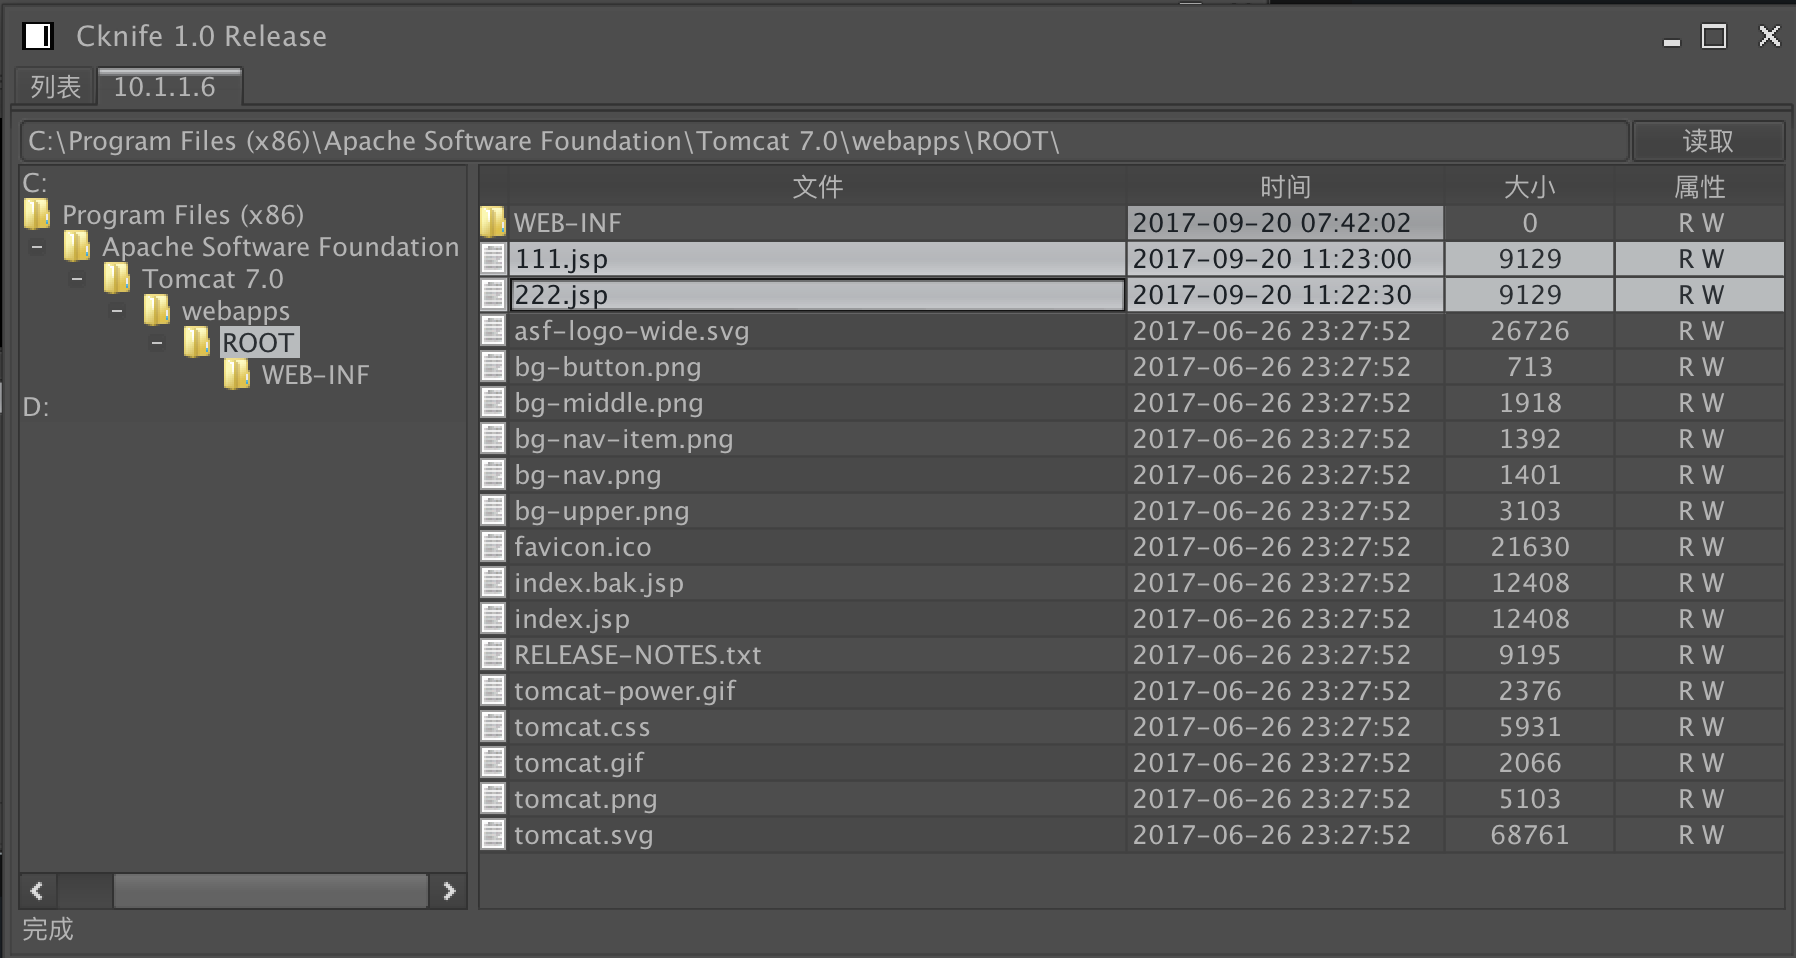 Cknife 1.0 Release
列表 10.1.1.6
C:\Program Files (x86)\Apache Software Foundation\Tomcat 7.0\webapps\ROOT\ 读取
C:
Program Files (x86)
Apache Software Foundation
Tomcat 7.0
webapps
ROOT
WEB-INF
D:
文件 时间 大小 属性
WEB-INF 2017-09-20 07:42:02 0 R W
111.jsp 2017-09-20 11:23:00 9129 R W
222.jsp 2017-09-20 11:22:30 9129 R W
asf-logo-wide.svg 2017-06-26 23:27:52 26726 R W
bg-button.png 2017-06-26 23:27:52 713 R W
bg-middle.png 2017-06-26 23:27:52 1918 R W
bg-nav-item.png 2017-06-26 23:27:52 1392 R W
bg-nav.png 2017-06-26 23:27:52 1401 R W
bg-upper.png 2017-06-26 23:27:52 3103 R W
favicon.ico 2017-06-26 23:27:52 21630 R W
index.bak.jsp 2017-06-26 23:27:52 12408 R W
index.jsp 2017-06-26 23:27:52 12408 R W
RELEASE-NOTES.txt 2017-06-26 23:27:52 9195 R W
tomcat-power.gif 2017-06-26 23:27:52 2376 R W
tomcat.css 2017-06-26 23:27:52 5931 R W
tomcat.gif 2017-06-26 23:27:52 2066 R W
tomcat.png 2017-06-26 23:27:52 5103 R W
tomcat.svg 2017-06-26 23:27:52 68761 R W
完成